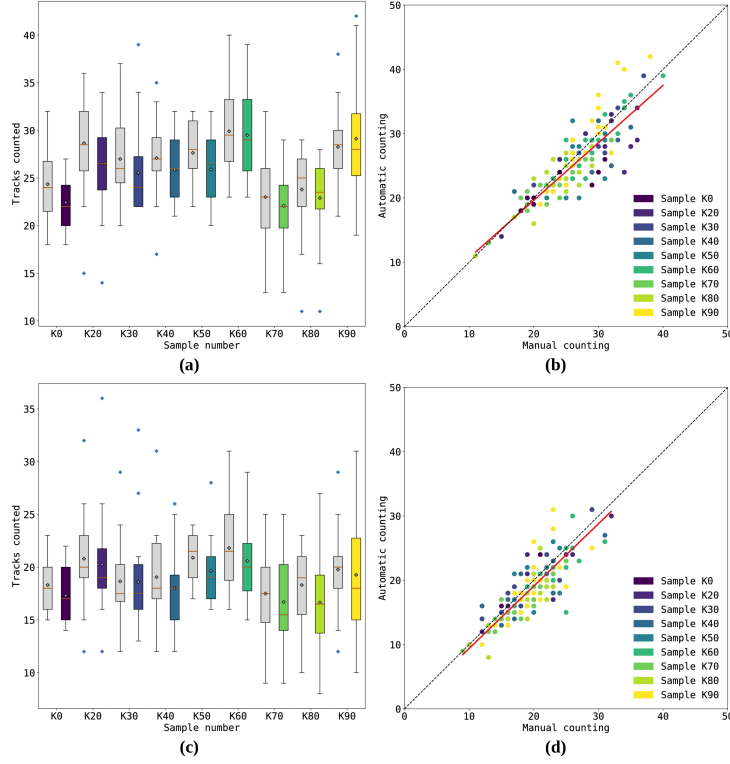 40
35
30
25
20
15
10
Tracks counted
K0 K20 K30 K40 K50 K60 K70 K80 K90
Sample number
(a)
50
40
30
20
10
0
Automatic counting
Sample K0
Sample K20
Sample K30
Sample K40
Sample K50
Sample K60
Sample K70
Sample K80
Sample K90
0 10 20 30 40 50
Manual counting
(b)
35
30
25
20
15
10
Tracks counted
K0 K20 K30 K40 K50 K60 K70 K80 K90
Sample number
(c)
50
40
30
20
10
0
Automatic counting
Sample K0
Sample K20
Sample K30
Sample K40
Sample K50
Sample K60
Sample K70
Sample K80
Sample K90
0 10 20 30 40 50
Manual counting
(d)